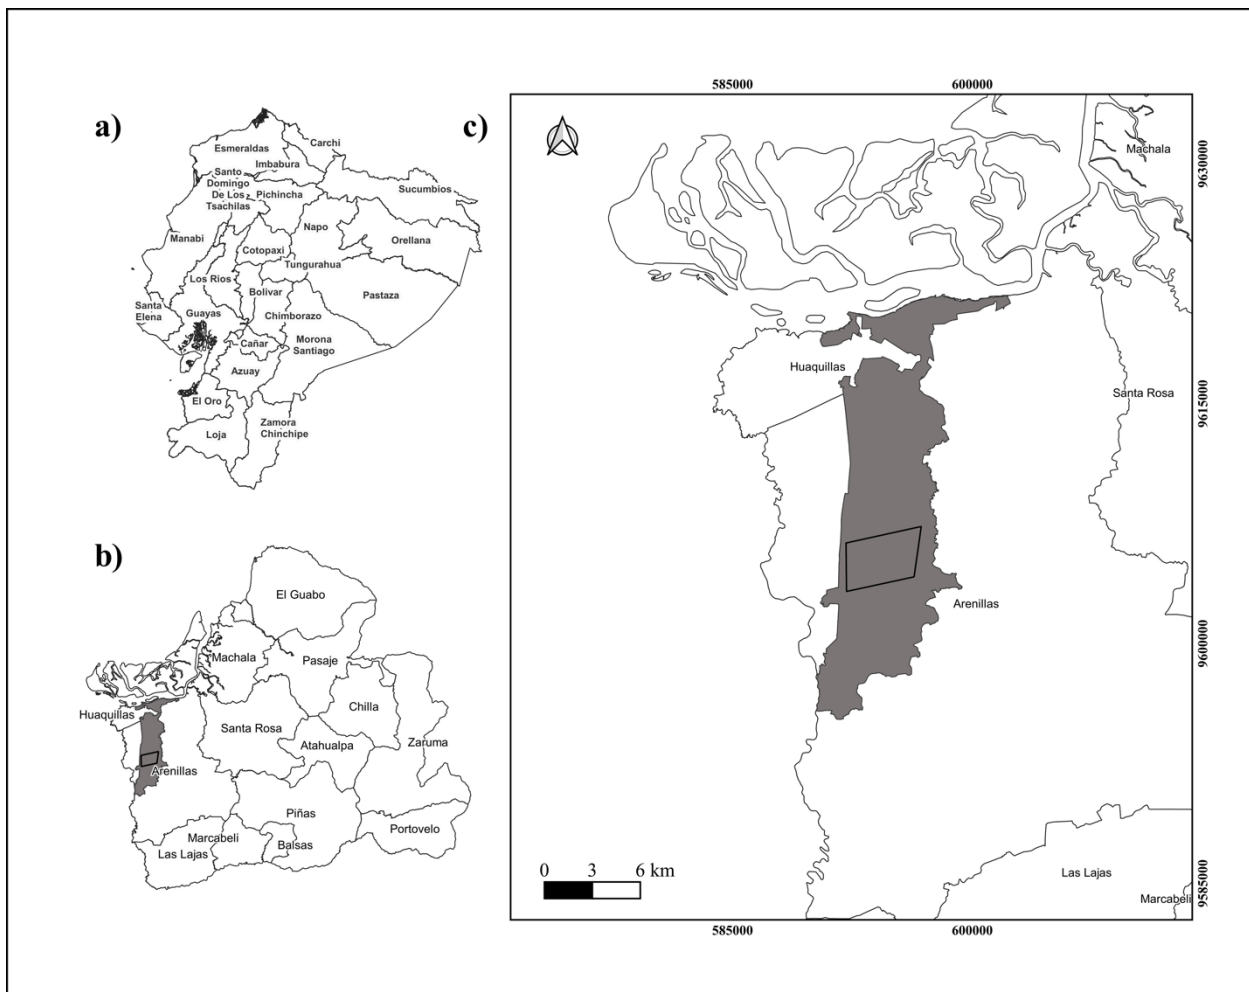 a)
Esmeraldas
Carchi
Imbabura
Santo
Domingo
De Los
Tsachilas
Pichincha
Sucumbios
Napo
Manabi
Orellana
Cotopaxi
Tungurahua
Los Rios
Bolivar
Pastaza
Santa
Elena
Guayas
Chimborazo
Cañar
Morona
Santiago
Azuay
El Oro
Loja
Zamora
Chinchipe
b)
El Guabo
Machala
Pasaje
Chilla
Huaquillas
Santa Rosa
Atahualpa
Zaruma
Arenillas
Piñas
Portovelo
Marcabeli
Balsas
Las Lajas
c)
585000
600000
Machala
9630000
Huaquillas
Santa Rosa
9615000
Arenillas
9600000
0 3 6 km
Las Lajas
Marcabeli
9585000
585000
600000